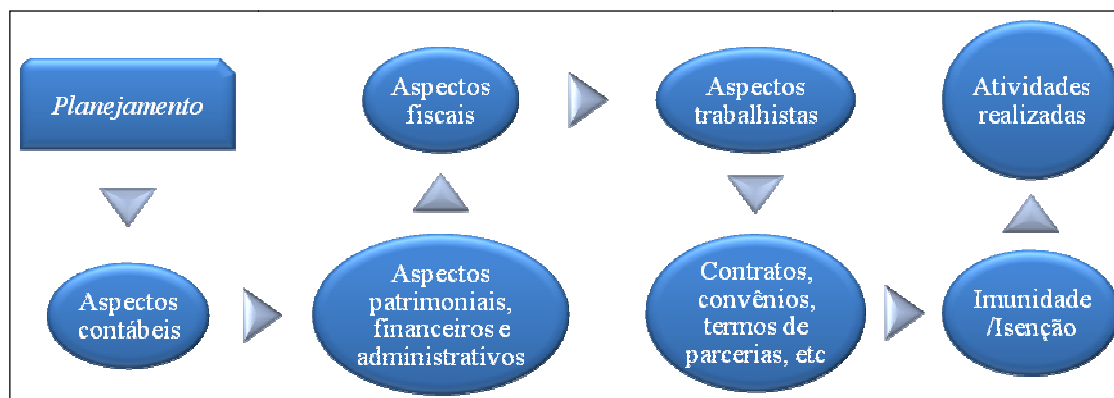 Planejamento
Aspectos
contábeis
Aspectos
patrimoniais,
financeiros e
administrativos
Aspectos
fiscais
Aspectos
trabalhistas
Contratos,
convênios,
termos de
parcerias, etc
Imunidade
/Isenção
Atividades
realizadas